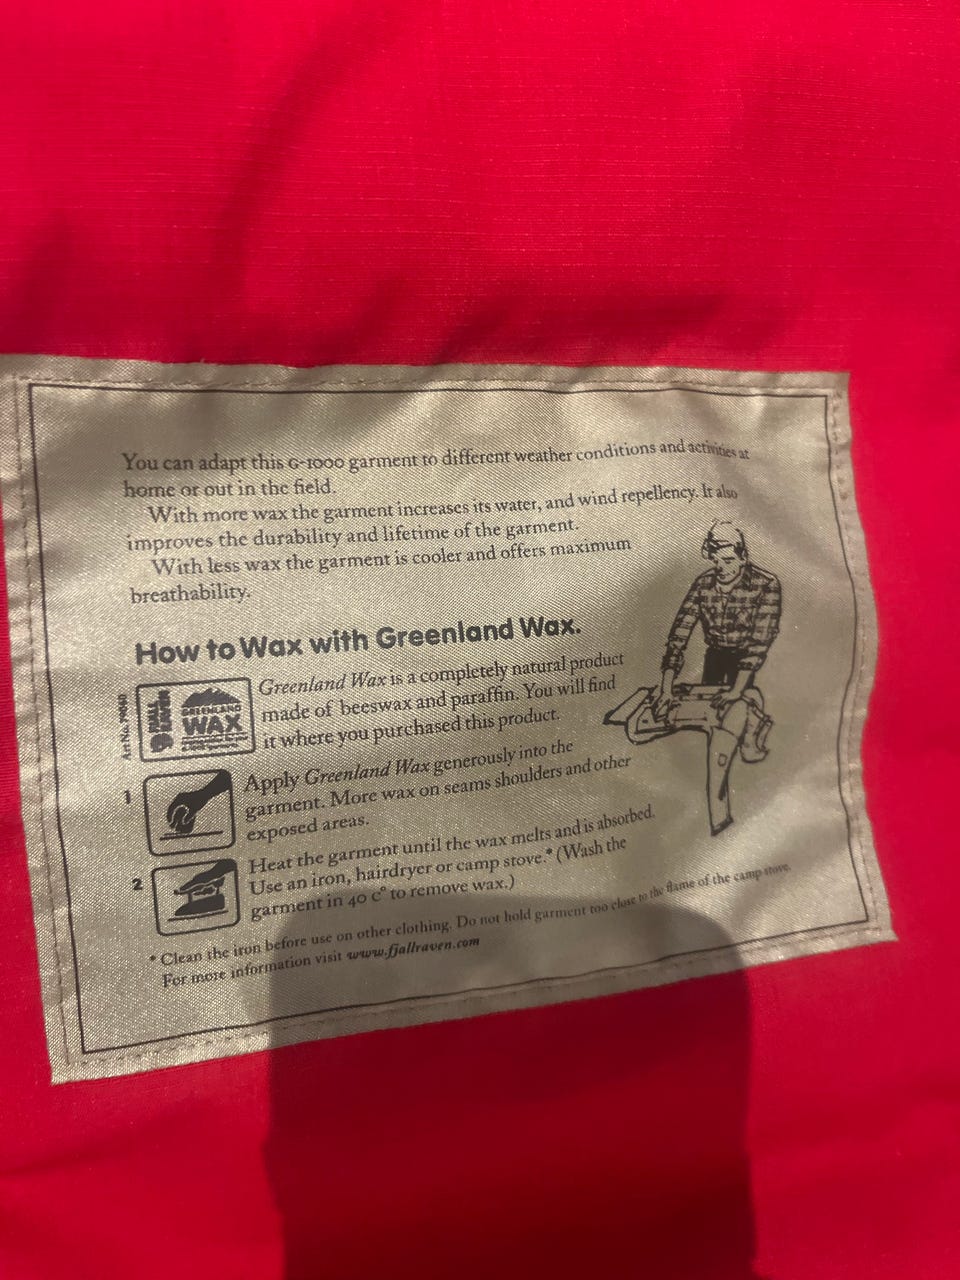 You can adapt this G-1000 garment to different weather conditions and activities at
home or out in the field.
With more wax the garment increases its water, and wind repellency. It also
improves the durability and lifetime of the garment.
With less wax the garment is cooler and offers maximum
breathability.
How to Wax with Greenland Wax.
Greenland Wax is a completely natural product
made of beeswax and paraffin. You will find
it where you purchased this product.
Art No. 79060
FJÄLL RÄVEN
GREENLAND
WAX
1
Apply Greenland Wax generously into the
garment. More wax on seams shoulders and other
exposed areas.
2
Heat the garment until the wax melts and is absorbed.
Use an iron, hairdryer or camp stove.* (Wash the
garment in 40 C° to remove wax.)
* Clean the iron before use on other clothing. Do not hold garment too close to the flame of the camp stove.
For more information visit www.fjallraven.com